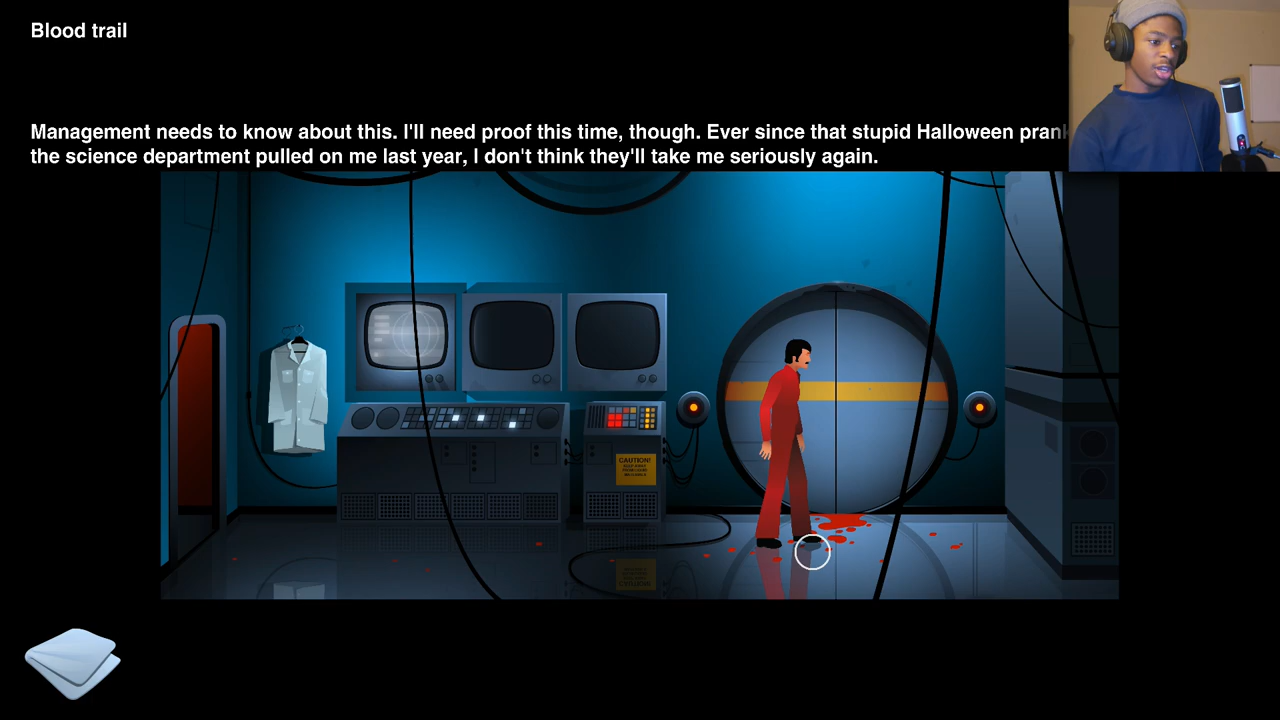 Blood trail
Management needs to know about this. I'll need proof this time, though. Ever since that stupid Halloween prank
the science department pulled on me last year, I don't think they'll take me seriously again.
CAUTION!